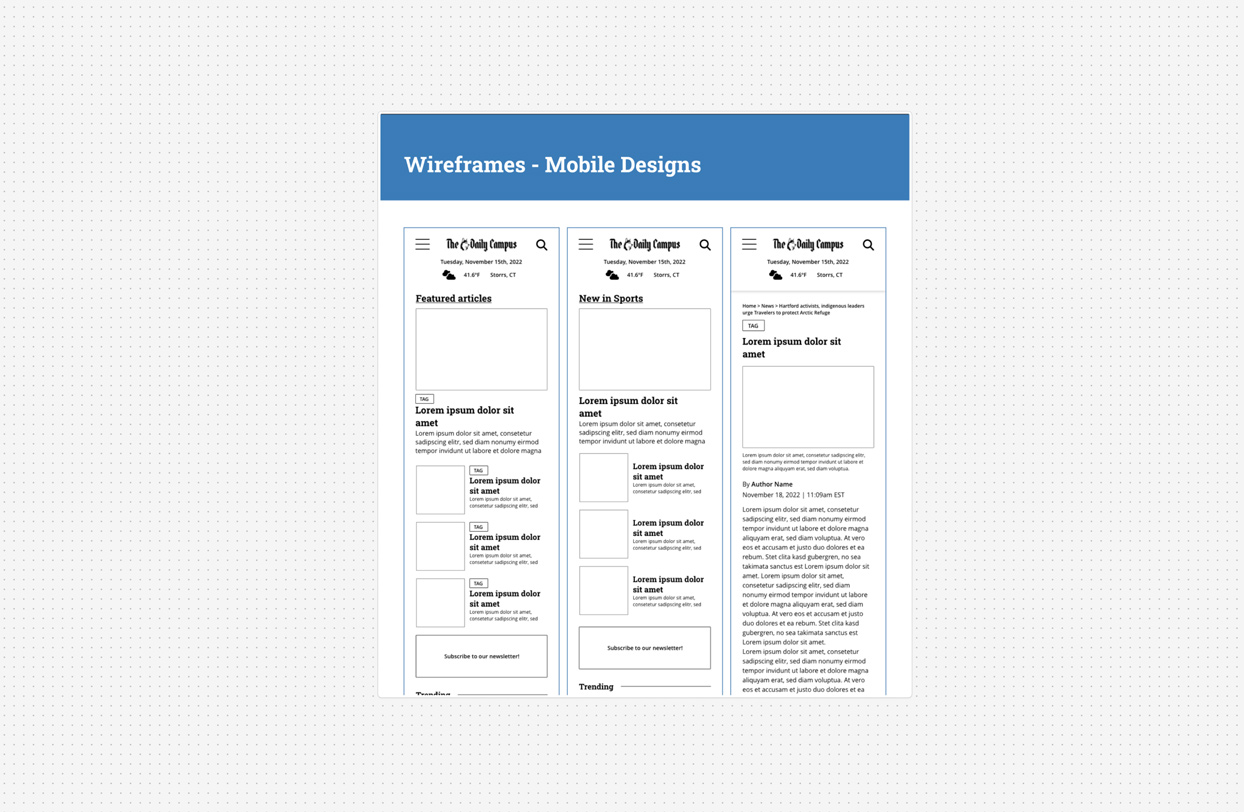 Wireframes - Mobile Designs
The Daily Campus
Tuesday, November 15th, 2022
41.6°F Storrs, CT
Featured articles
TAG
Lorem ipsum dolor sit
amet
Lorem ipsum dolor sit amet, consetetur
sadipscing elitr, sed diam nonumy eirmod
tempor invidunt ut labore et dolore magna
TAG
Lorem ipsum dolor
sit amet
Lorem ipsum dolor sit amet,
consetetur sadipscing elitr, sed
TAG
Lorem ipsum dolor
sit amet
Lorem ipsum dolor sit amet,
consetetur sadipscing elitr, sed
TAG
Lorem ipsum dolor
sit amet
Lorem ipsum dolor sit amet,
consetetur sadipscing elitr, sed
Subscribe to our newsletter!
Trending
The Daily Campus
Tuesday, November 15th, 2022
41.6°F Storrs, CT
New in Sports
Lorem ipsum dolor sit
amet
Lorem ipsum dolor sit amet, consetetur
sadipscing elitr, sed diam nonumy eirmod
tempor invidunt ut labore et dolore magna
Lorem ipsum dolor
sit amet
Lorem ipsum dolor sit amet,
consetetur sadipscing elitr, sed
Lorem ipsum dolor
sit amet
Lorem ipsum dolor sit amet,
consetetur sadipscing elitr, sed
Lorem ipsum dolor
sit amet
Lorem ipsum dolor sit amet,
consetetur sadipscing elitr, sed
Subscribe to our newsletter!
Trending
The Daily Campus
Tuesday, November 15th, 2022
41.6°F Storrs, CT
Home > News > Hartford activists, indigenous leaders
urge Travelers to protect Arctic Refuge
TAG
Lorem ipsum dolor sit
amet
Lorem ipsum dolor sit amet, consetetur sadipscing elitr,
sed diam nonumy eirmod tempor invidunt ut labore et
dolore magna aliquyam erat, sed diam voluptua.
By Author Name
November 18, 2022 | 11:09am EST
Lorem ipsum dolor sit amet, consetetur
sadipscing elitr, sed diam nonumy eirmod
tempor invidunt ut labore et dolore magna
aliquyam erat, sed diam voluptua. At vero
eos et accusam et justo duo dolores et ea
rebum. Stet clita kasd gubergren, no sea
takimata sanctus est Lorem ipsum dolor sit
amet. Lorem ipsum dolor sit amet,
consetetur sadipscing elitr, sed diam
nonumy eirmod tempor invidunt ut labore
et dolore magna aliquyam erat, sed diam
voluptua. At vero eos et accusam et justo
duo dolores et ea rebum. Stet clita kasd
gubergren, no sea takimata sanctus est
Lorem ipsum dolor sit amet.
Lorem ipsum dolor sit amet, consetetur
sadipscing elitr, sed diam nonumy eirmod
tempor invidunt ut labore et dolore magna
aliquyam erat, sed diam voluptua. At vero
eos et accusam et justo duo dolores et ea